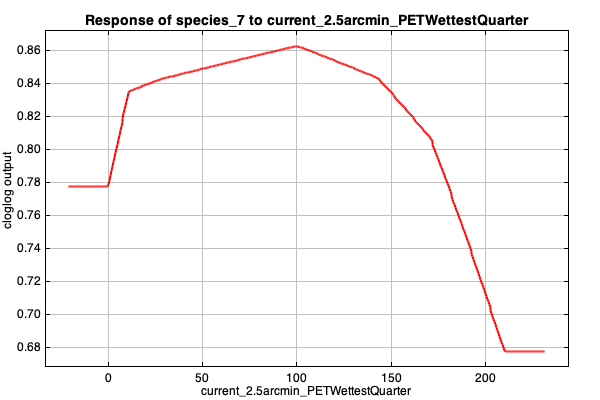 Response of species_7 to current_2.5arcmin_PETWettestQuarter
0.86
0.84
0.82
0.80
0.78
0.76
0.74
0.72
0.70
0.68
cloglog output
0 50 100 150 200
current_2.5arcmin_PETWettestQuarter